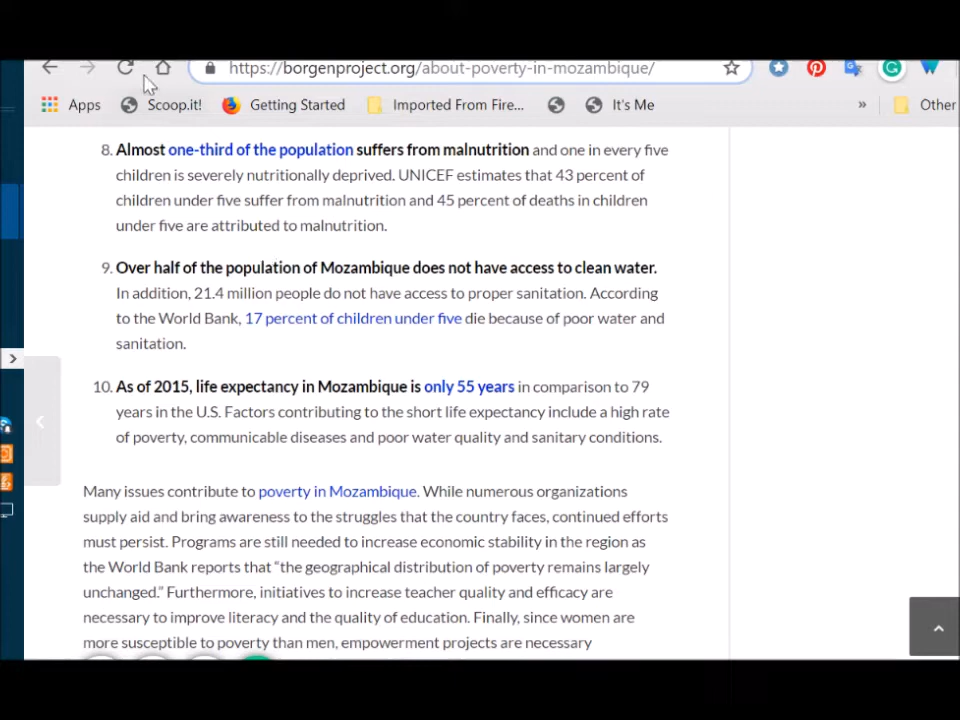 https://borgenproject.org/about-poverty-in-mozambique/
Apps Scoop.it! Getting Started Imported From Fire... It's Me » Other
8. Almost one-third of the population suffers from malnutrition and one in every five
children is severely nutritionally deprived. UNICEF estimates that 43 percent of
children under five suffer from malnutrition and 45 percent of deaths in children
under five are attributed to malnutrition.
9. Over half of the population of Mozambique does not have access to clean water.
In addition, 21.4 million people do not have access to proper sanitation. According
to the World Bank, 17 percent of children under five die because of poor water and
sanitation.
10. As of 2015, life expectancy in Mozambique is only 55 years in comparison to 79
years in the U.S. Factors contributing to the short life expectancy include a high rate
of poverty, communicable diseases and poor water quality and sanitary conditions.
Many issues contribute to poverty in Mozambique. While numerous organizations
supply aid and bring awareness to the struggles that the country faces, continued efforts
must persist. Programs are still needed to increase economic stability in the region as
the World Bank reports that “the geographical distribution of poverty remains largely
unchanged.” Furthermore, initiatives to increase teacher quality and efficacy are
necessary to improve literacy and the quality of education. Finally, since women are
more susceptible to poverty than men, empowerment projects are necessary